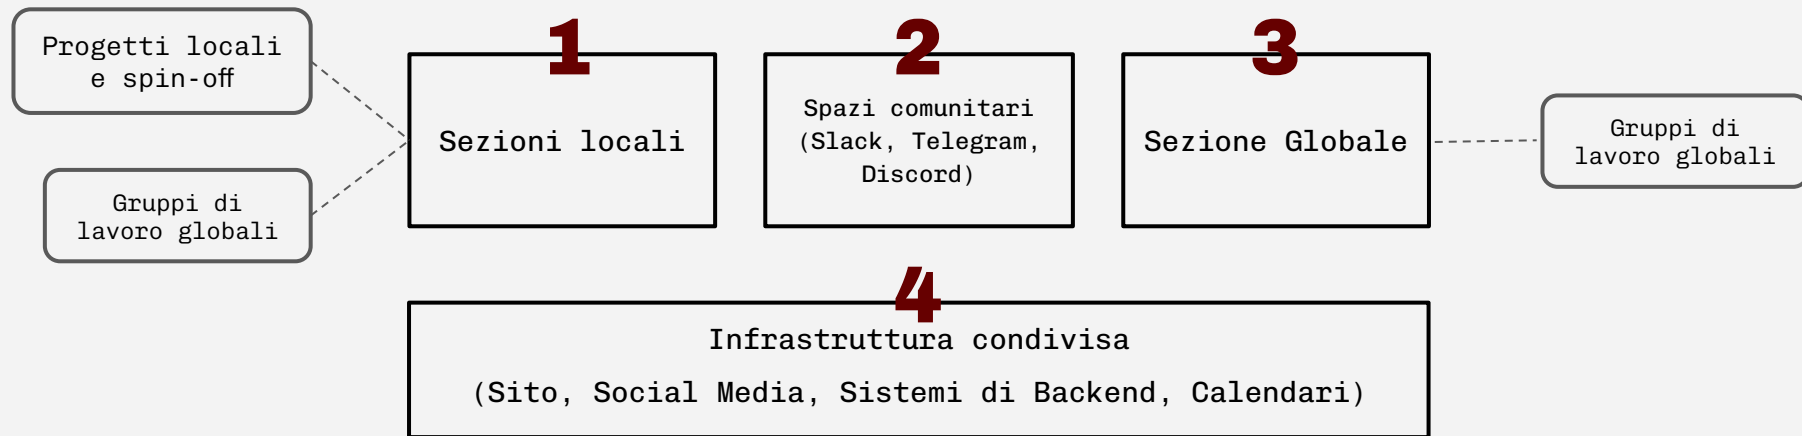 Progetti locali
e spin-off
Gruppi di
lavoro globali
1
Sezioni locali
2
Spazi comunitari
(Slack, Telegram,
Discord)
3
Sezione Globale
Gruppi di
lavoro globali
4
Infrastruttura condivisa
(Sito, Social Media, Sistemi di Backend, Calendari)